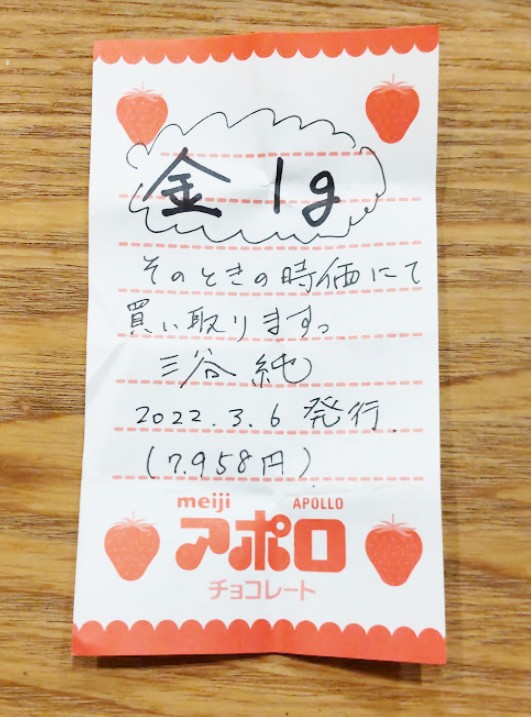 金 1g
そのときの時価にて
買い取ります。
三谷 純
2022.3.6 発行
(7.958円)
meiji APOLLO
アポロ
チョコレート